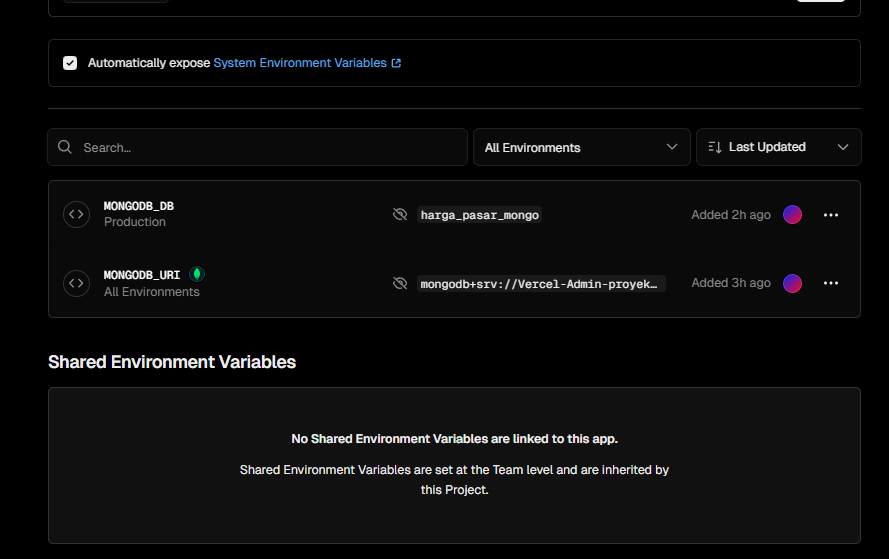 Automatically expose System Environment Variables
Search...
All Environments
Last Updated
MONGODB_DB
Production
harga_pasar_mongo
Added 2h ago
MONGODB_URI
All Environments
mongodb+srv://Vercel-Admin-proyek…
Added 3h ago
Shared Environment Variables
No Shared Environment Variables are linked to this app.
Shared Environment Variables are set at the Team level and are inherited by
this Project.